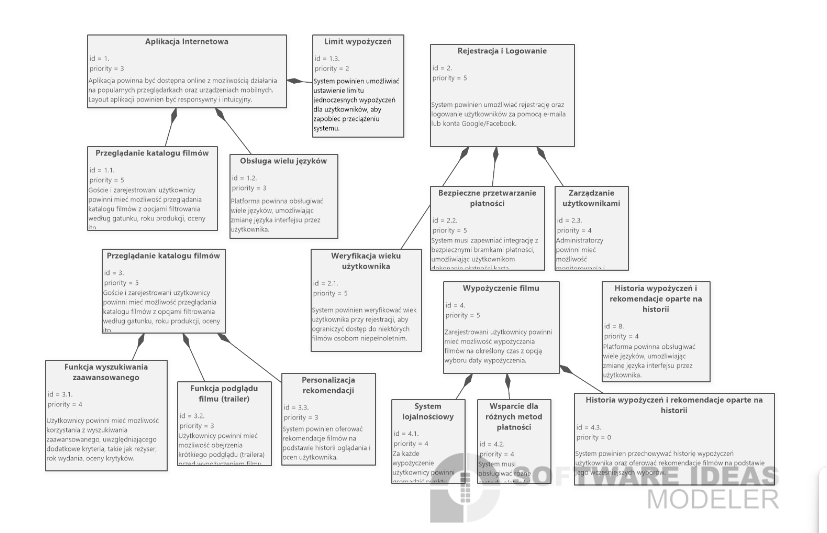 Aplikacja Internetowa
id = 1.
priority = 3
Aplikacja powinna być dostępna online z możliwością działania
na popularnych przeglądarkach oraz urządzeniach mobilnych.
Layout aplikacji powinien być responsywny i intuicyjny.
Limit wypożyczeń
id = 1.3.
priority = 2
System powinien umożliwiać
ustawienie limitu
jednoczesnych wypożyczeń
dla użytkowników, aby
zapobiec przeciążeniu
systemu.
Rejestracja i Logowanie
id = 2.
priority = 5
System powinien umożliwiać rejestrację oraz
logowanie użytkowników za pomocą e-maila
lub konta Google/Facebook.
Przeglądanie katalogu filmów
id = 1.1.
priority = 5
Goście i zarejestrowani użytkownicy
powinni mieć możliwość przeglądania
katalogu filmów z opcjami filtrowania
według gatunku, roku produkcji, oceny
itp.
Obsługa wielu języków
id = 1.2.
priority = 3
Platforma powinna obsługiwać
wiele języków, umożliwiając
zmianę języka interfejsu przez
użytkownika.
Bezpieczne przetwarzanie
płatności
id = 2.2.
priority = 5
System musi zapewniać integrację z
bezpiecznymi bramkami płatności,
umożliwiając użytkownikom
dokonanie płatności kartą
Zarządzanie
użytkownikami
id = 2.3.
priority = 4
Administratorzy
powinni mieć
możliwość
monitorowania i
Przeglądanie katalogu filmów
id = 3.
priority = 3
Goście i zarejestrowani użytkownicy
powinni mieć możliwość przeglądania
katalogu filmów z opcjami filtrowania
według gatunku, roku produkcji, oceny
itp.
Weryfikacja wieku
użytkownika
id = 2.1.
priority = 5
System powinien weryfikować wiek
użytkownika przy rejestracji, aby
ograniczyć dostęp do niektórych
filmów osobom niepełnoletnim.
Wypożyczenie filmu
id = 4.
priority = 5
Zarejestrowani użytkownicy powinni
mieć możliwość wypożyczania
filmów na określony czas z opcją
wyboru daty wypożyczenia.
Historia wypożyczeń i
rekomendacje oparte na
historii
id = 8.
priority = 4
Platforma powinna obsługiwać
wiele języków, umożliwiając
zmianę języka interfejsu przez
użytkownika.
Funkcja wyszukiwania
zaawansowanego
id = 3.1.
priority = 4
Użytkownicy powinni mieć możliwość
korzystania z wyszukiwania
zaawansowanego, uwzględniającego
dodatkowe kryteria, takie jak reżyser,
rok wydania, oceny krytyków.
Funkcja podglądu
filmu (trailer)
id = 3.2.
priority = 3
Użytkownicy powinni mieć
możliwość obejrzenia
krótkiego podglądu (trailera)
przed wypożyczeniem filmu.
Personalizacja
rekomendacji
id = 3.3.
priority = 3
System powinien oferować
rekomendacje filmów na
podstawie historii oglądania i
ocen użytkownika.
System
lojalnościowy
id = 4.1.
priority = 4
Za każde
wypożyczenie
użytkownicy powinni
gromadzić punkty
Wsparcie dla
różnych metod
płatności
id = 4.2.
priority = 4
System musi
obsługiwać różne
Historia wypożyczeń i rekomendacje oparte na
historii
id = 4.3.
priority = 0
System powinien przechowywać historię wypożyczeń
użytkownika oraz oferować rekomendacje filmów na podstawie
jego wcześniejszych wyborów.
SOFTWARE IDEAS
MODELER